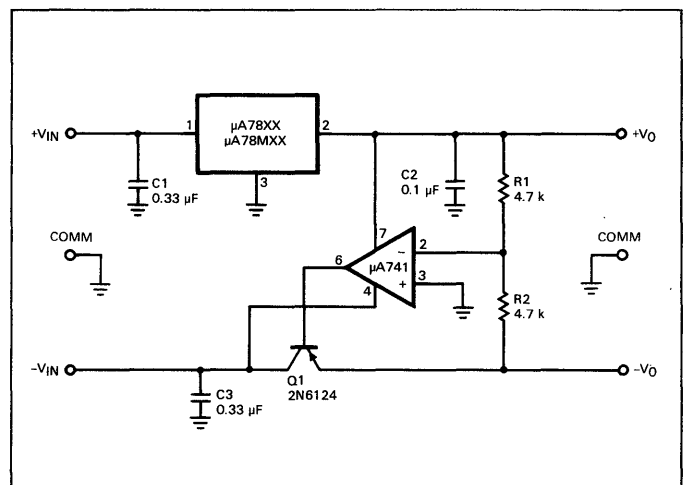 µA78XX
µA78MXX
1
2
3
+VIN
+VO
C1
0.33 µF
C2
0.1 µF
R1
4.7 k
COMM
COMM
7
6
µA741
−
+
2
3
4
R2
4.7 k
−VIN
−VO
C3
0.33 µF
Q1
2N6124